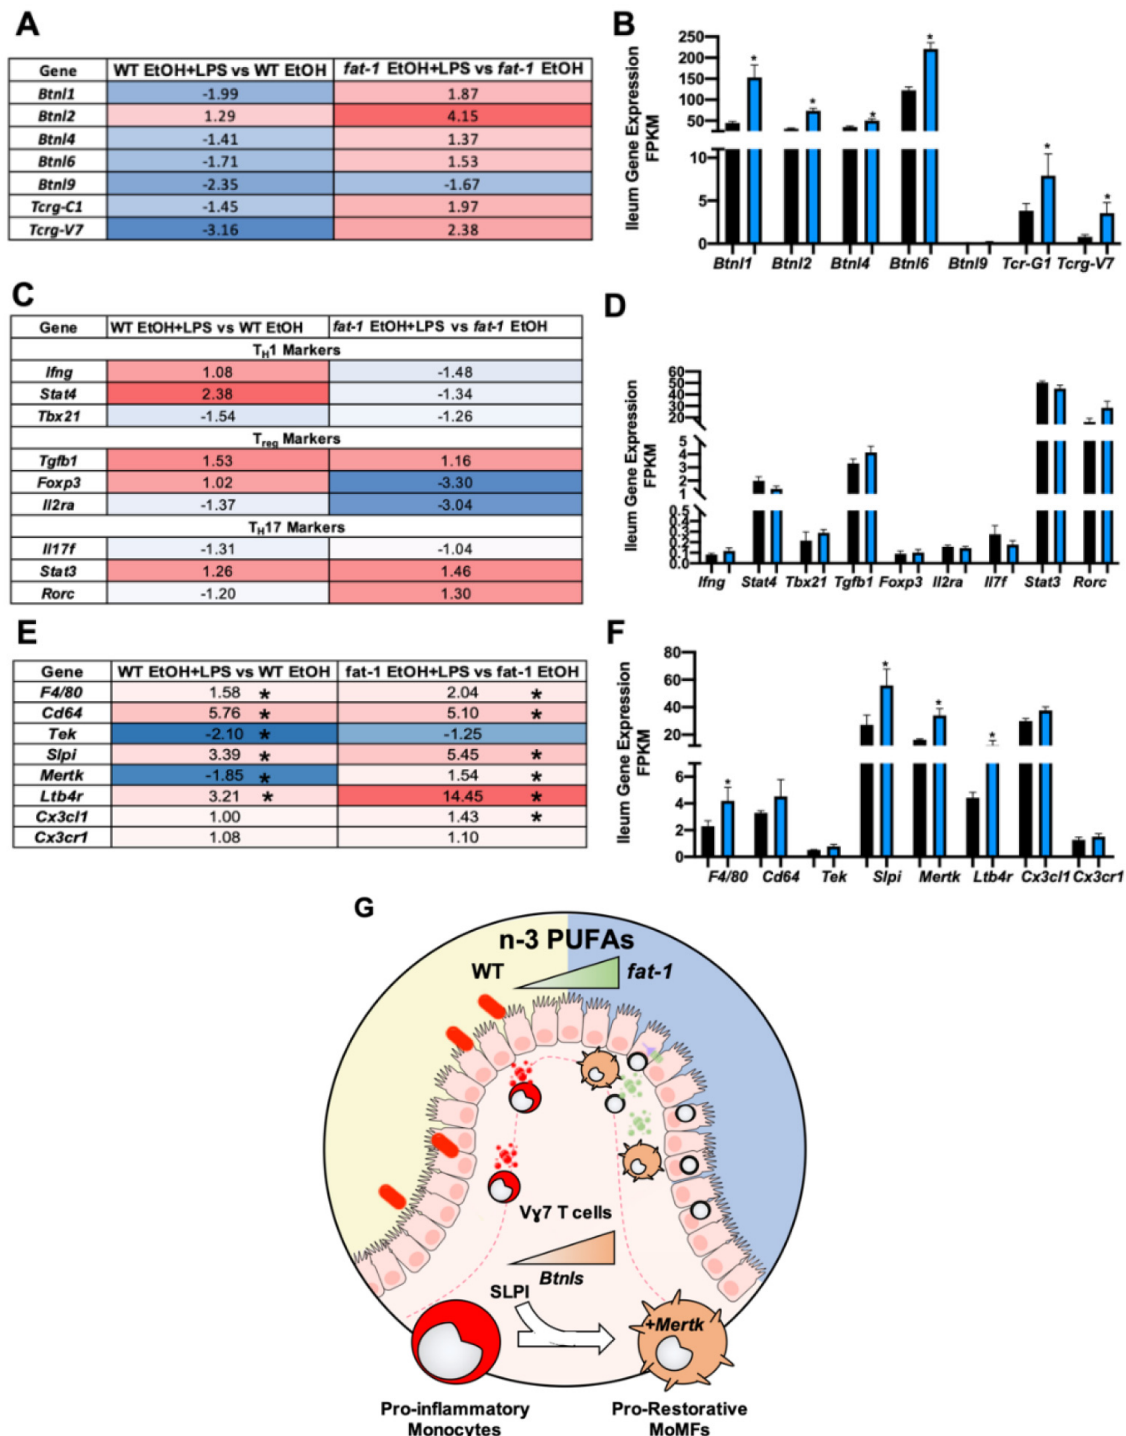 A
Gene WT EtOH+LPS vs WT EtOH fat-1 EtOH+LPS vs fat-1 EtOH
Btnl1 -1.99 1.87
Btnl2 1.29 4.15
Btnl4 -1.41 1.37
Btnl6 -1.71 1.53
Btnl9 -2.35 -1.67
Tcrg-C1 -1.45 1.97
Tcrg-V7 -3.16 2.38
B
Ileum Gene Expression
FPKM
250
200
150
100
50
10
5
0
* * * * * *
Btnl1 Btnl2 Btnl4 Btnl6 Btnl9 Tcr-G1 Tcrg-V7
C
Gene WT EtOH+LPS vs WT EtOH fat-1 EtOH+LPS vs fat-1 EtOH
TH1 Markers
Ifng 1.08 -1.48
Stat4 2.38 -1.34
Tbx21 -1.54 -1.26
Treg Markers
Tgfb1 1.53 1.16
Foxp3 1.02 -3.30
Il2ra -1.37 -3.04
TH17 Markers
Il17f -1.31 -1.04
Stat3 1.26 1.46
Rorc -1.20 1.30
D
Ileum Gene Expression
FPKM
60
50
40
30
20
5
4
3
2
1
0.5
0.4
0.3
0.2
0.1
0.0
Ifng Stat4 Tbx21 Tgfb1 Foxp3 Il2ra Il7f Stat3 Rorc
E
Gene WT EtOH+LPS vs WT EtOH fat-1 EtOH+LPS vs fat-1 EtOH
F4/80 1.58 * 2.04 *
Cd64 5.76 * 5.10 *
Tek -2.10 * -1.25
Slpi 3.39 * 5.45 *
Mertk -1.85 * 1.54 *
Ltb4r 3.21 * 14.45 *
Cx3cl1 1.00 1.43 *
Cx3cr1 1.08 1.10
F
Ileum Gene Expression
FPKM
80
60
40
20
6
4
2
0
* * * *
F4/80 Cd64 Tek Slpi Mertk Ltb4r Cx3cl1 Cx3cr1
G
n-3 PUFAs
WT fat-1
Vɣ7 T cells
Btnls
SLPI
+Mertk
Pro-inflammatory
Monocytes
Pro-Restorative
MoMFs